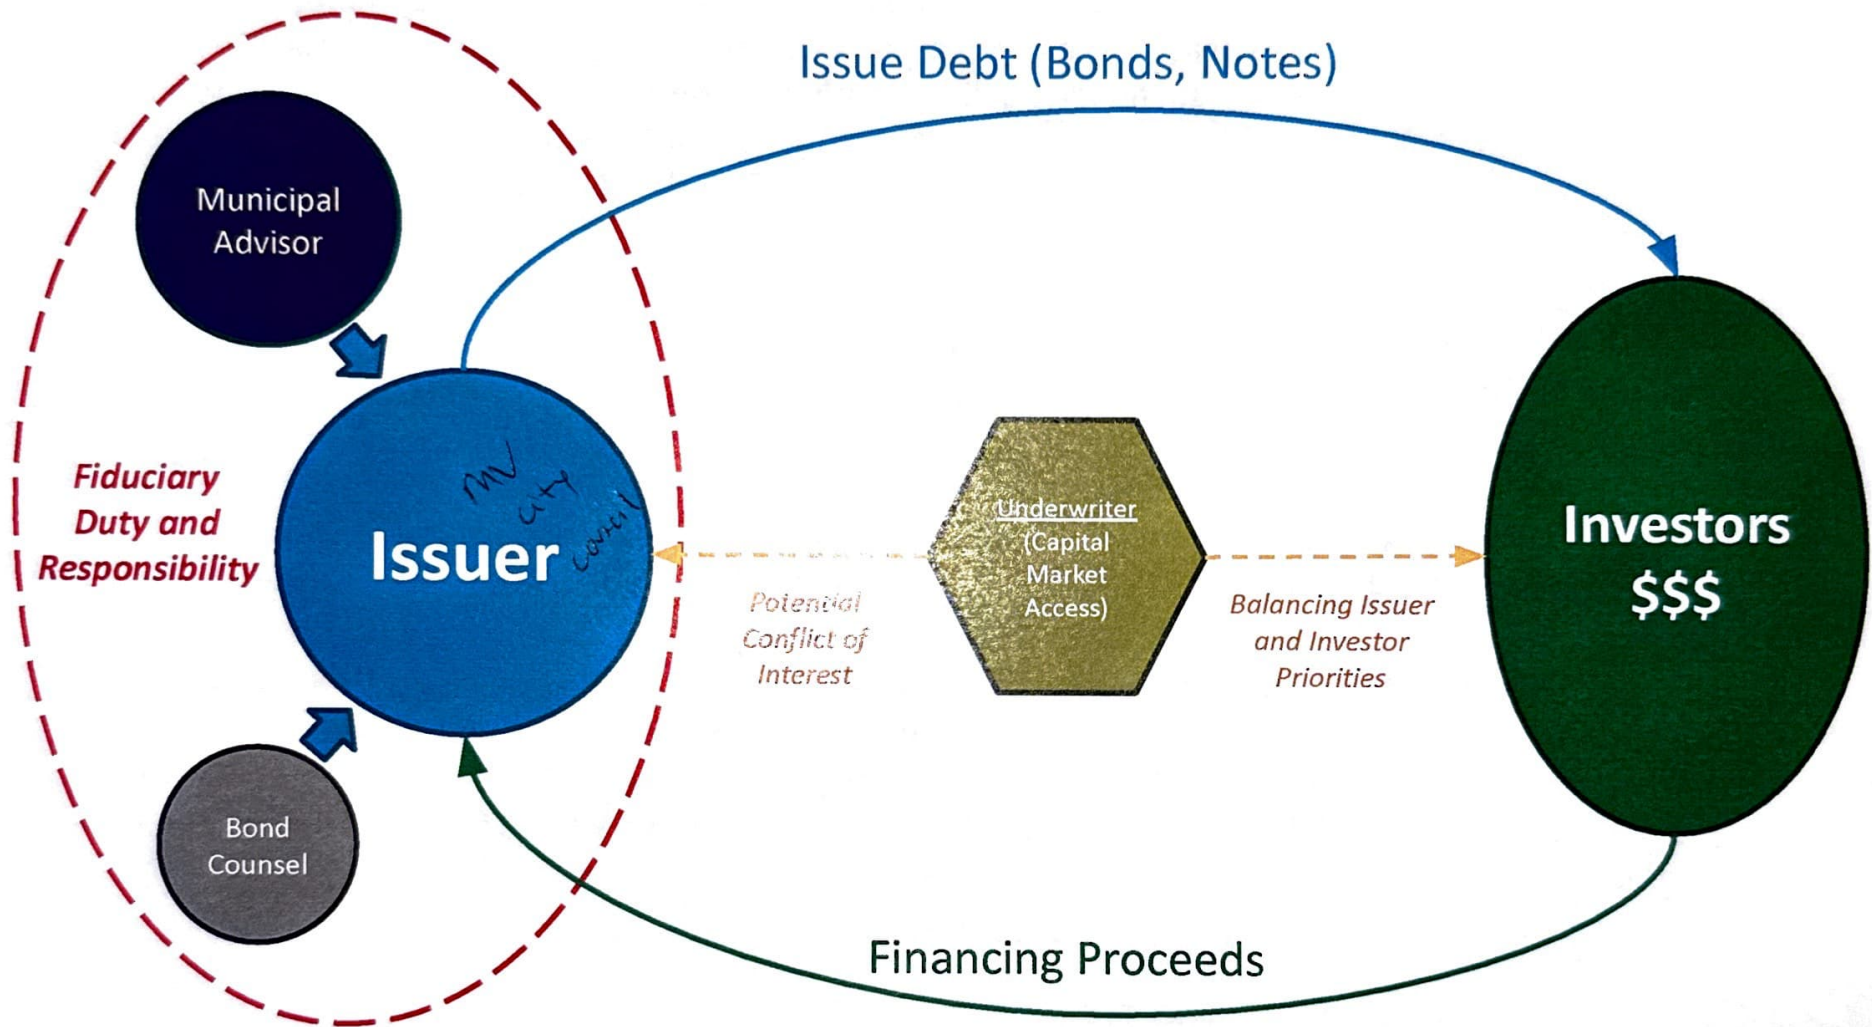 Issue Debt (Bonds, Notes)
Municipal
Advisor
Fiduciary
Duty and
Responsibility
MV
City
Council
Issuer
Underwriter
(Capital
Market
Access)
Potential
Conflict of
Interest
Balancing Issuer
and Investor
Priorities
Investors
$$$
Bond
Counsel
Financing Proceeds